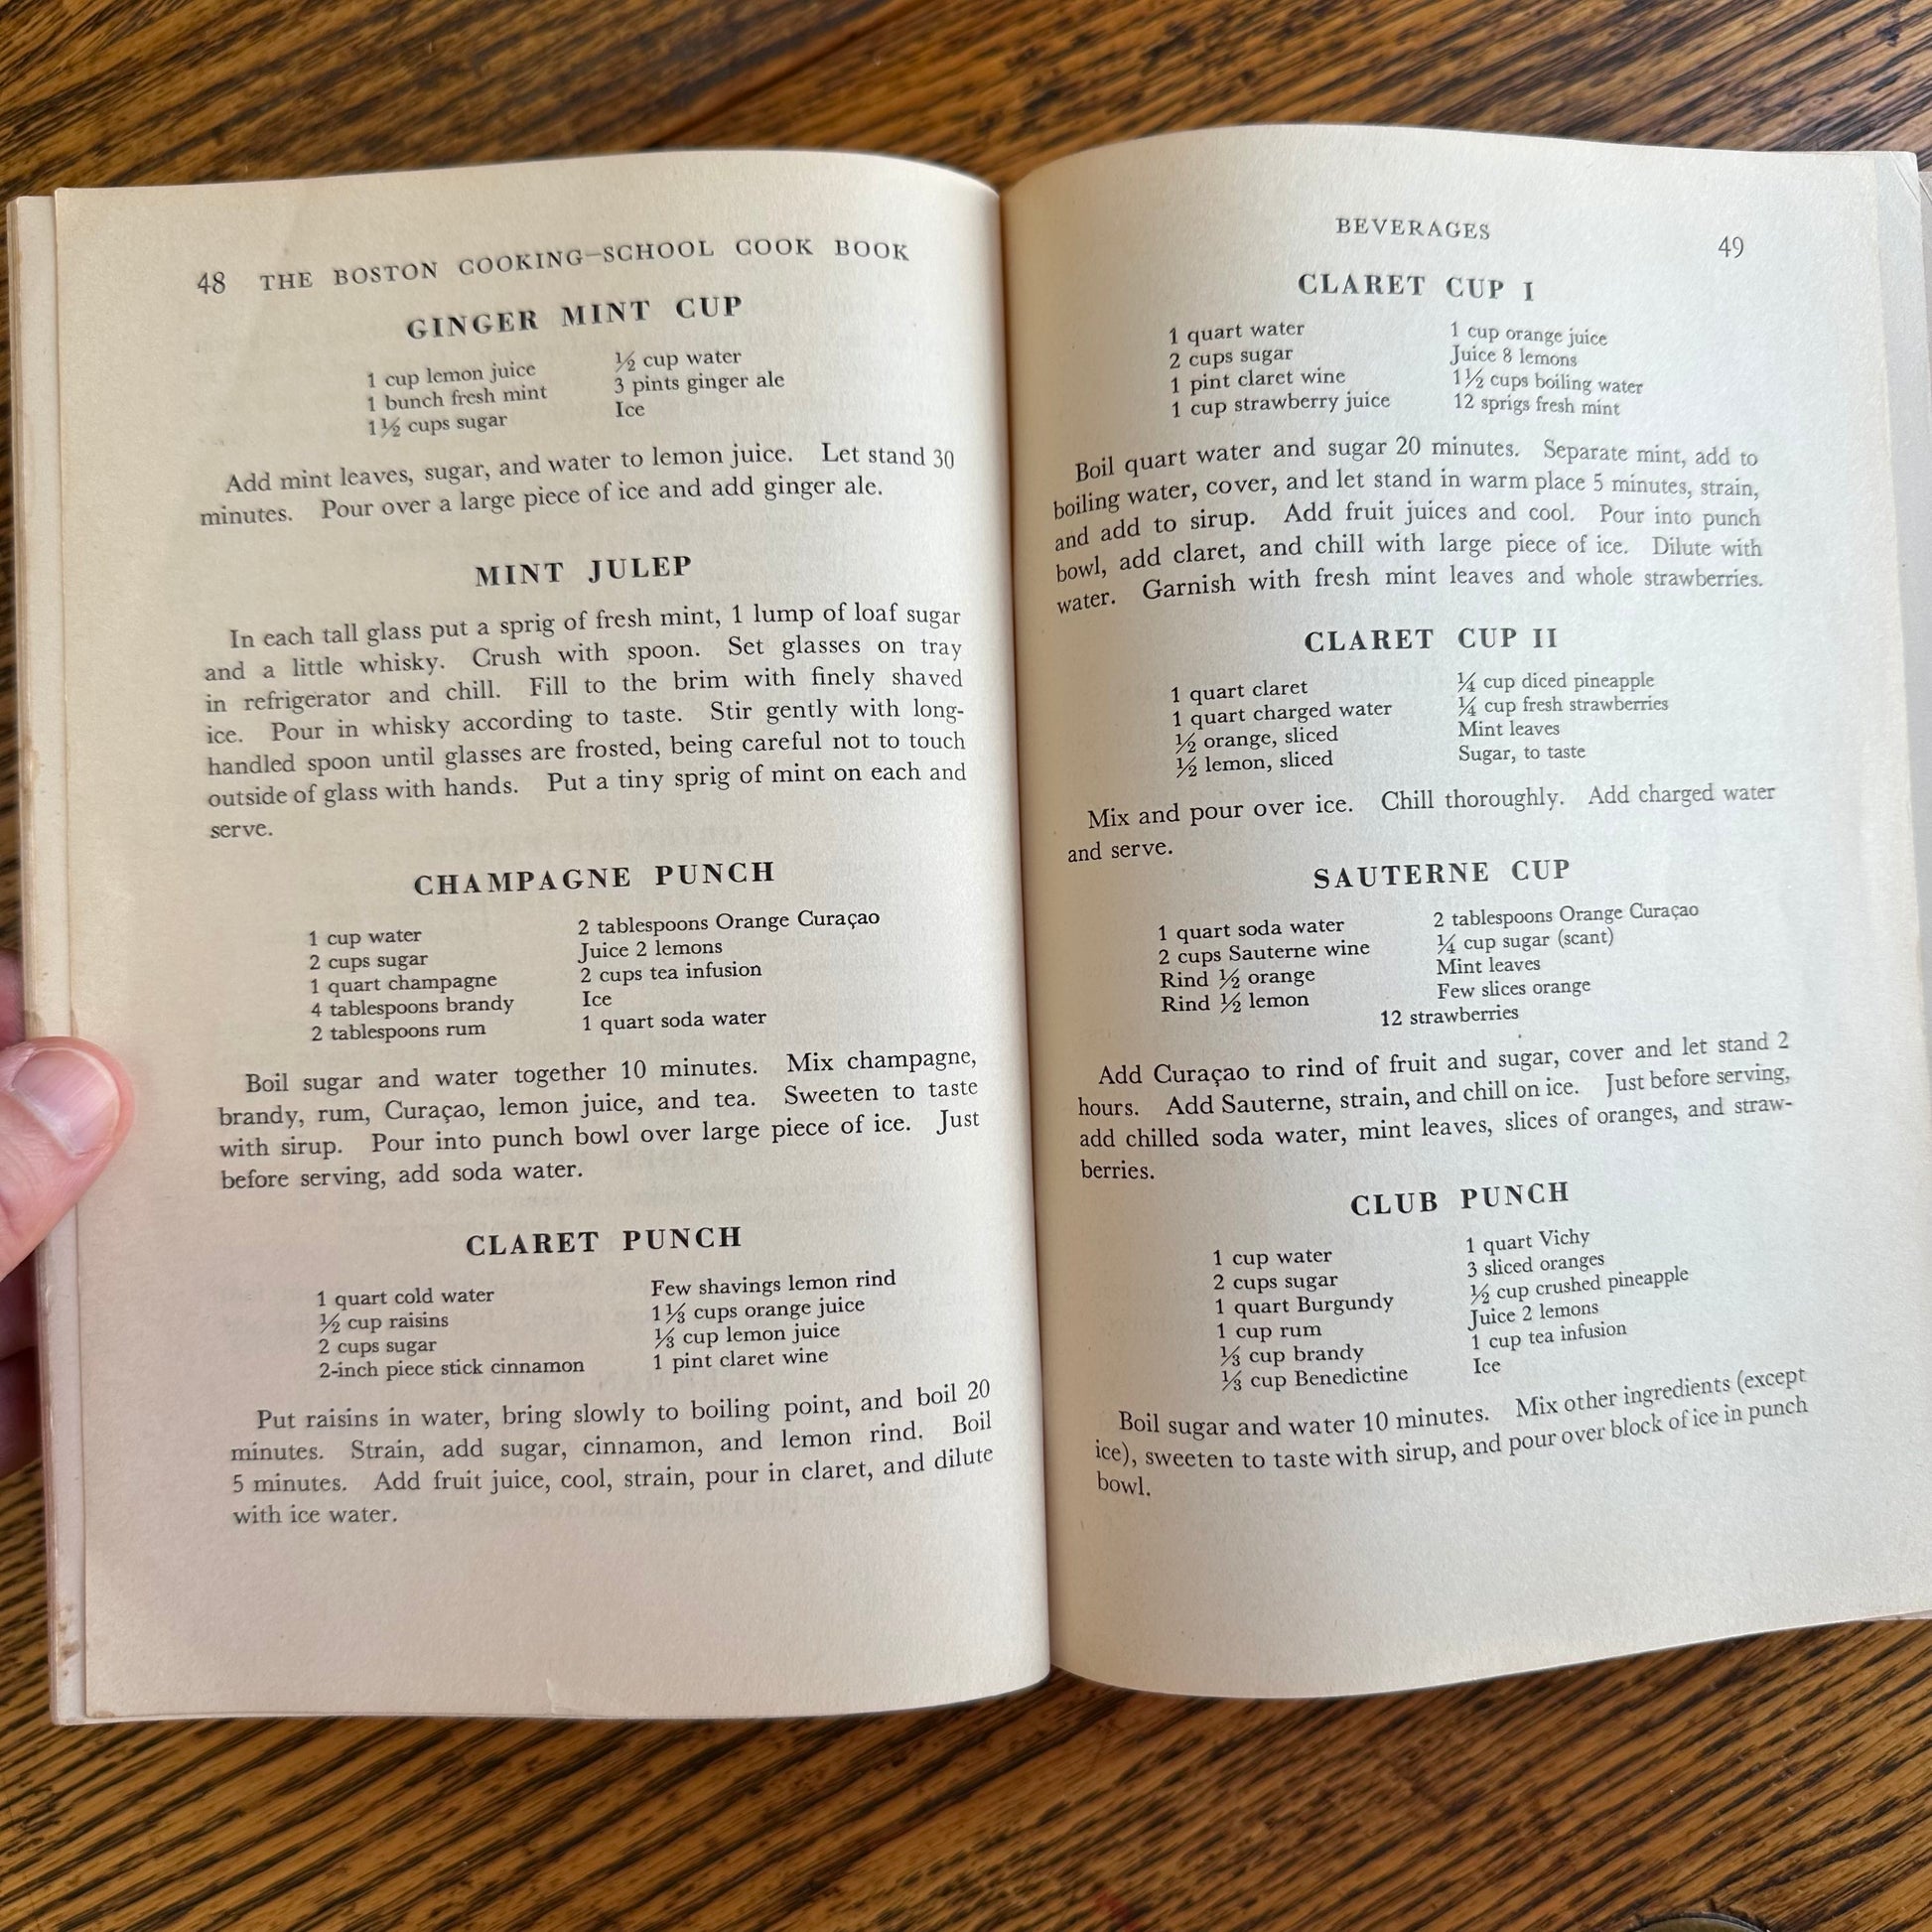 48 THE BOSTON COOKING—SCHOOL COOK BOOK
GINGER MINT CUP
1 cup lemon juice
1 bunch fresh mint
1½ cups sugar
½ cup water
3 pints ginger ale
Ice
Add mint leaves, sugar, and water to lemon juice. Let stand 30
minutes. Pour over a large piece of ice and add ginger ale.
MINT JULEP
In each tall glass put a sprig of fresh mint, 1 lump of loaf sugar
and a little whisky. Crush with spoon. Set glasses on tray
in refrigerator and chill. Fill to the brim with finely shaved
ice. Pour in whisky according to taste. Stir gently with long-
handled spoon until glasses are frosted, being careful not to touch
outside of glass with hands. Put a tiny sprig of mint on each and
serve.
CHAMPAGNE PUNCH
1 cup water
2 cups sugar
1 quart champagne
4 tablespoons brandy
2 tablespoons rum
2 tablespoons Orange Curaçao
Juice 2 lemons
2 cups tea infusion
Ice
1 quart soda water
Boil sugar and water together 10 minutes. Mix champagne,
brandy, rum, Curaçao, lemon juice, and tea. Sweeten to taste
with sirup. Pour into punch bowl over large piece of ice. Just
before serving, add soda water.
CLARET PUNCH
1 quart cold water
½ cup raisins
2 cups sugar
2-inch piece stick cinnamon
Few shavings lemon rind
1⅓ cups orange juice
⅓ cup lemon juice
1 pint claret wine
Put raisins in water, bring slowly to boiling point, and boil 20
minutes. Strain, add sugar, cinnamon, and lemon rind. Boil
5 minutes. Add fruit juice, cool, strain, pour in claret, and dilute
with ice water.
BEVERAGES 49
CLARET CUP I
1 quart water
2 cups sugar
1 pint claret wine
1 cup strawberry juice
1 cup orange juice
Juice 8 lemons
1½ cups boiling water
12 sprigs fresh mint
Boil quart water and sugar 20 minutes. Separate mint, add to
boiling water, cover, and let stand in warm place 5 minutes, strain,
and add to sirup. Add fruit juices and cool. Pour into punch
bowl, add claret, and chill with large piece of ice. Dilute with
water. Garnish with fresh mint leaves and whole strawberries.
CLARET CUP II
1 quart claret
1 quart charged water
½ orange, sliced
½ lemon, sliced
¼ cup diced pineapple
¼ cup fresh strawberries
Mint leaves
Sugar, to taste
Mix and pour over ice. Chill thoroughly. Add charged water
and serve.
SAUTERNE CUP
1 quart soda water
2 cups Sauterne wine
Rind ½ orange
Rind ½ lemon
2 tablespoons Orange Curaçao
¼ cup sugar (scant)
Mint leaves
Few slices orange
12 strawberries
Add Curaçao to rind of fruit and sugar, cover and let stand 2
hours. Add Sauterne, strain, and chill on ice. Just before serving,
add chilled soda water, mint leaves, slices of oranges, and straw-
berries.
CLUB PUNCH
1 cup water
2 cups sugar
1 quart Burgundy
1 cup rum
⅓ cup brandy
⅓ cup Benedictine
1 quart Vichy
3 sliced oranges
½ cup crushed pineapple
Juice 2 lemons
1 cup tea infusion
Ice
Boil sugar and water 10 minutes. Mix other ingredients (except
ice), sweeten to taste with sirup, and pour over block of ice in punch
bowl.